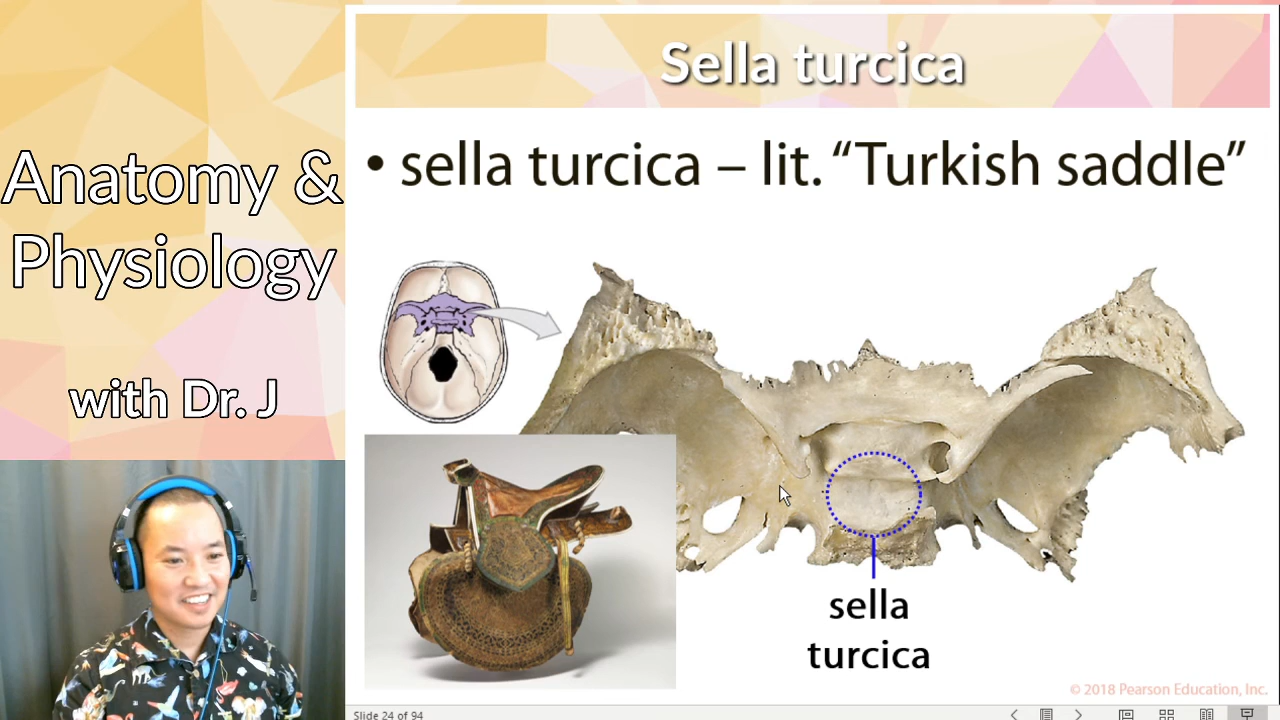 Anatomy &
Physiology
with Dr. J
Sella turcica
• sella turcica – lit. “Turkish saddle”
sella
turcica
© 2018 Pearson Education, Inc.
Slide 24 of 94